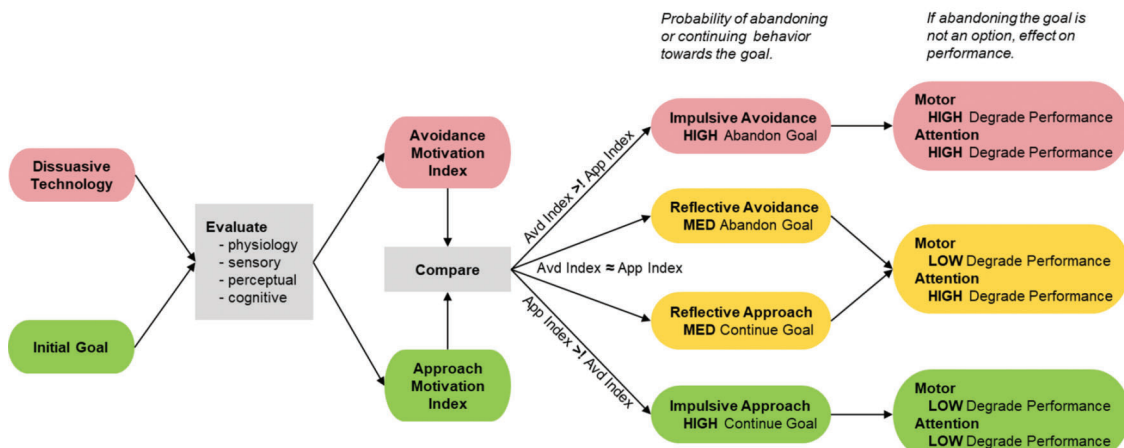 Probability of abandoning
or continuing behavior
towards the goal.
If abandoning the goal is
not an option, effect on
performance.
Dissuasive
Technology
Initial Goal
Evaluate
- physiology
- sensory
- perceptual
- cognitive
Avoidance
Motivation
Index
Compare
Approach
Motivation
Index
Avd Index >! App Index
Avd Index ≈ App Index
App Index >! Avd Index
Impulsive Avoidance
HIGH Abandon Goal
Reflective Avoidance
MED Abandon Goal
Reflective Approach
MED Continue Goal
Impulsive Approach
HIGH Continue Goal
Motor
HIGH Degrade Performance
Attention
HIGH Degrade Performance
Motor
LOW Degrade Performance
Attention
HIGH Degrade Performance
Motor
LOW Degrade Performance
Attention
LOW Degrade Performance